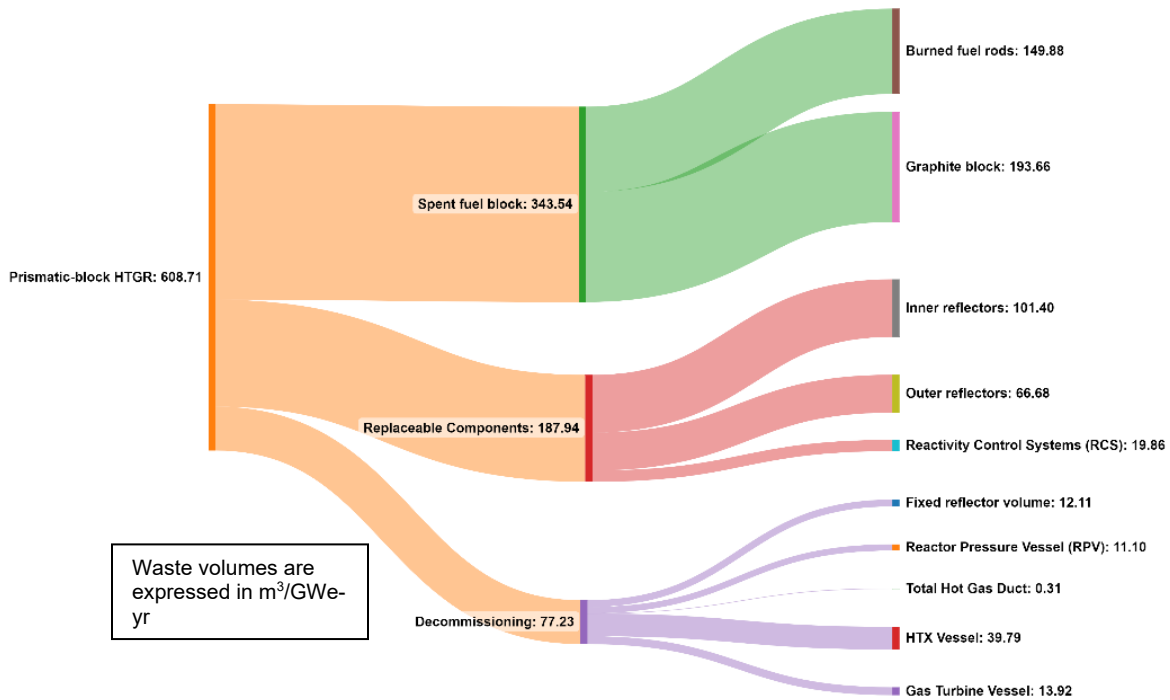 Burned fuel rods: 149.88
Graphite block: 193.66
Spent fuel block: 343.54
Prismatic-block HTGR: 608.71
Inner reflectors: 101.40
Outer reflectors: 66.68
Replaceable Components: 187.94
Reactivity Control Systems (RCS): 19.86
Fixed reflector volume: 12.11
Reactor Pressure Vessel (RPV): 11.10
Waste volumes are
expressed in m³/GWe-
yr
Total Hot Gas Duct: 0.31
Decommissioning: 77.23
HTX Vessel: 39.79
Gas Turbine Vessel: 13.92